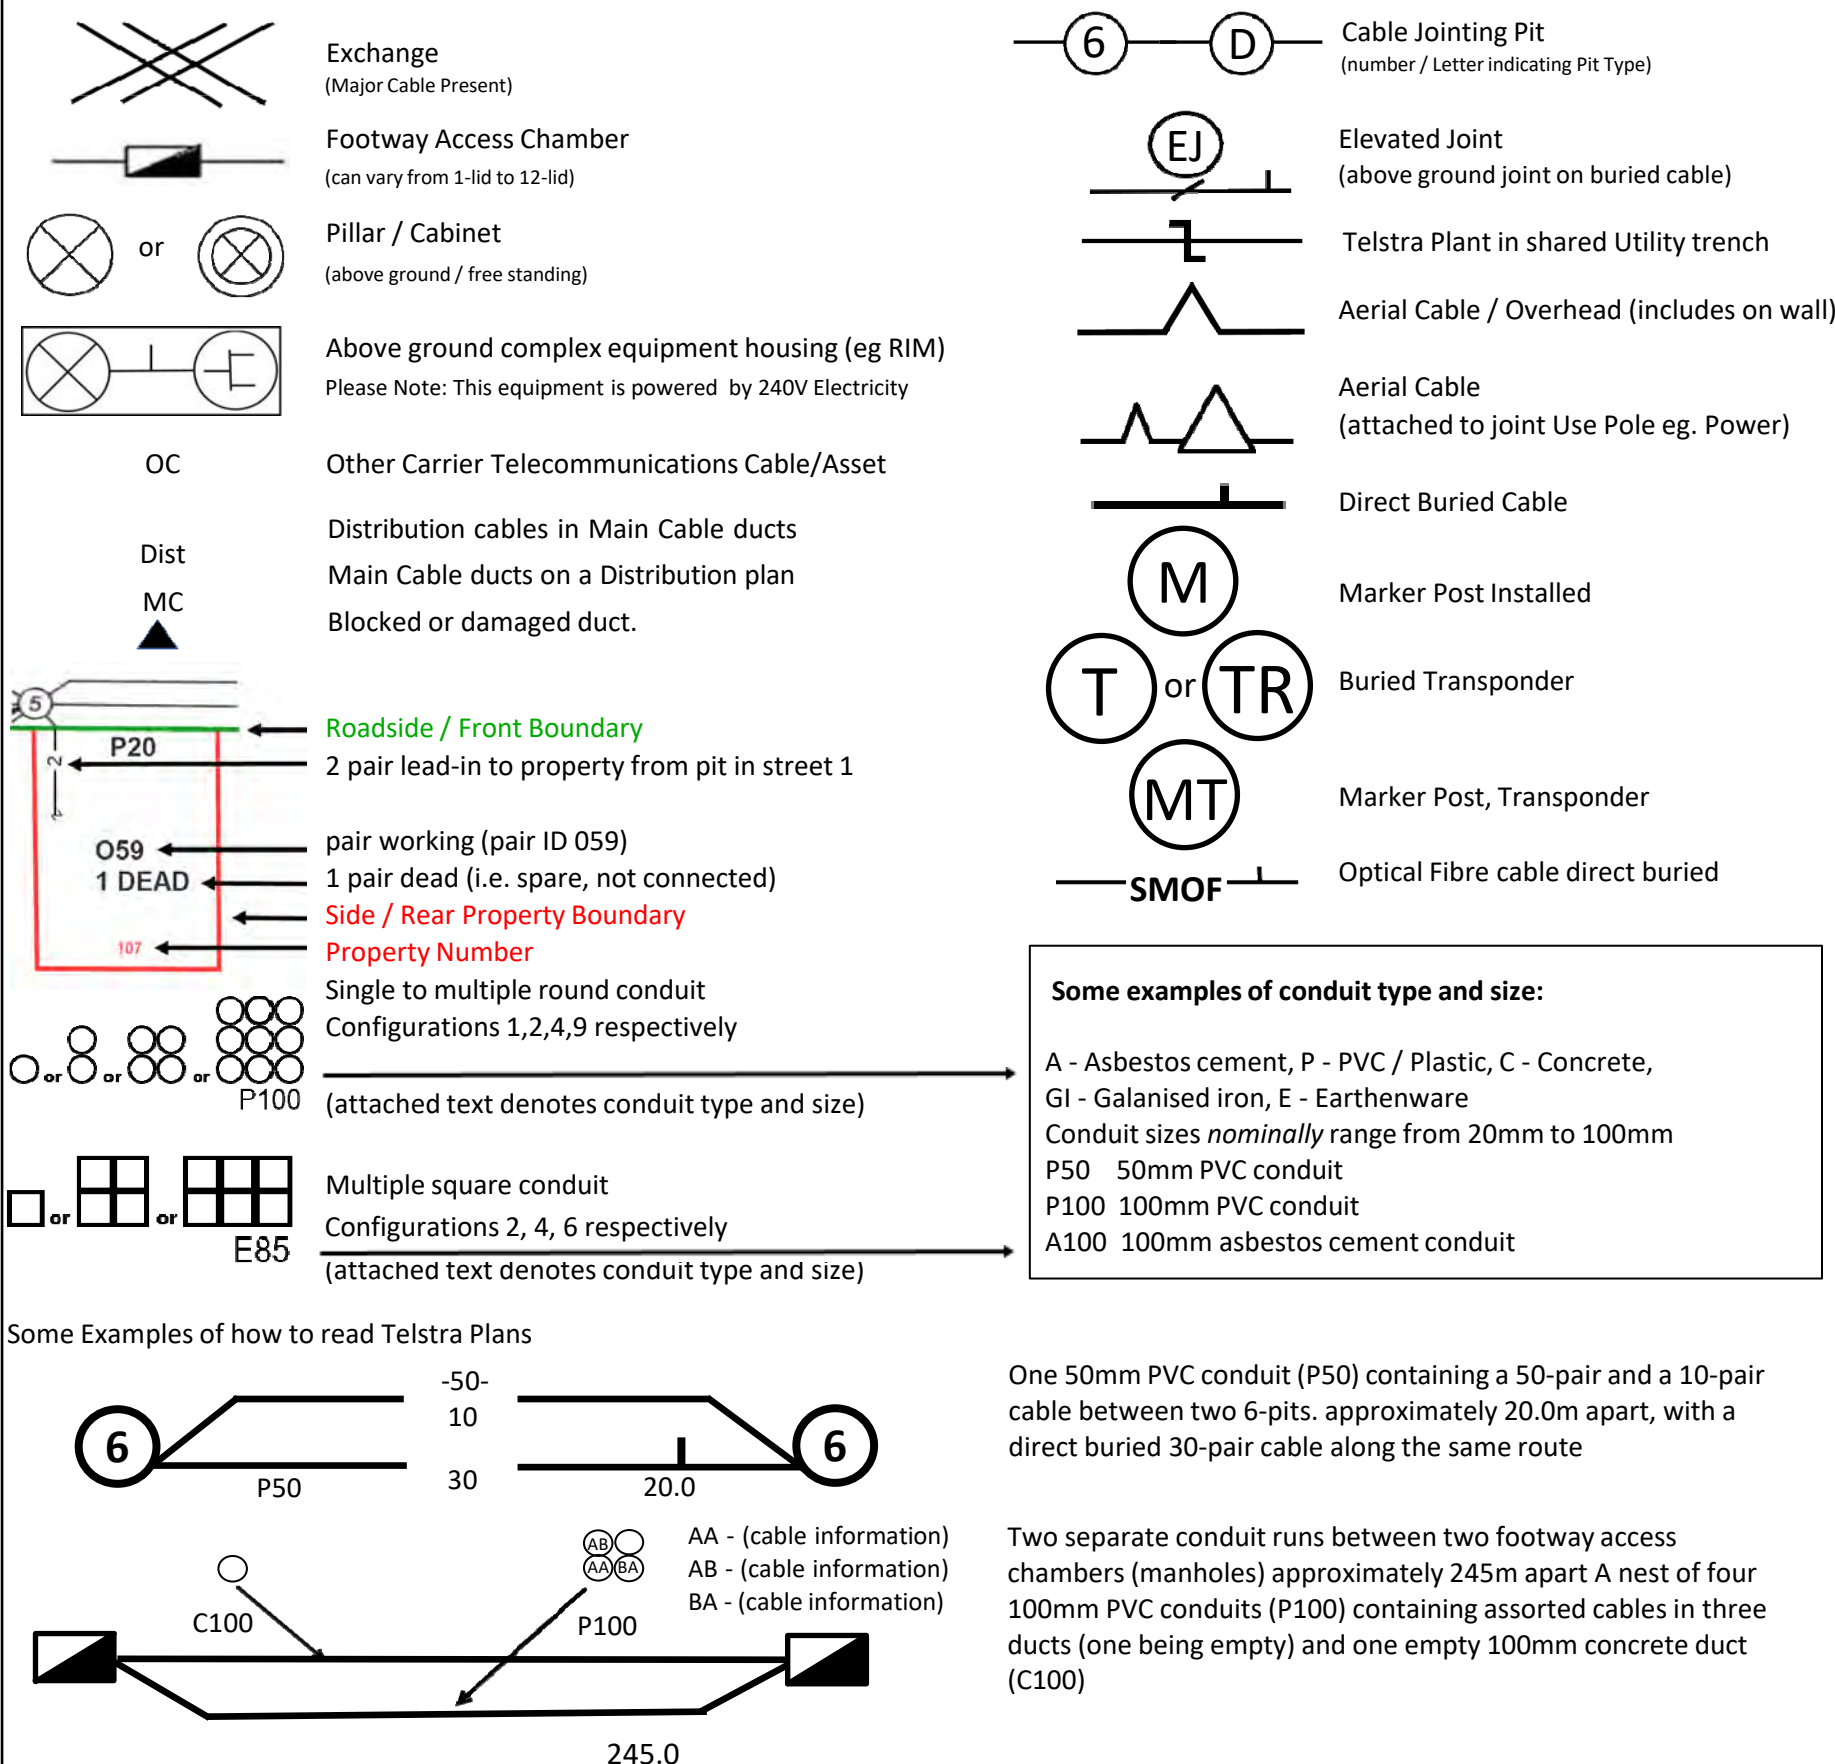 Exchange
(Major Cable Present)
Footway Access Chamber
(can vary from 1-lid to 12-lid)
or
Pillar / Cabinet
(above ground / free standing)
Above ground complex equipment housing (eg RIM)
Please Note: This equipment is powered by 240V Electricity
OC
Other Carrier Telecommunications Cable/Asset
Dist
Distribution cables in Main Cable ducts
MC
Main Cable ducts on a Distribution plan
Blocked or damaged duct.
5
Roadside / Front Boundary
P20
2
2 pair lead-in to property from pit in street 1
O59
pair working (pair ID 059)
1 DEAD
1 pair dead (i.e. spare, not connected)
Side / Rear Property Boundary
107
Property Number
Single to multiple round conduit
Configurations 1,2,4,9 respectively
or or or
P100
(attached text denotes conduit type and size)
Multiple square conduit
or or
Configurations 2, 4, 6 respectively
E85
(attached text denotes conduit type and size)
6 D
Cable Jointing Pit
(number / Letter indicating Pit Type)
EJ
Elevated Joint
(above ground joint on buried cable)
Telstra Plant in shared Utility trench
Aerial Cable / Overhead (includes on wall)
Aerial Cable
(attached to joint Use Pole eg. Power)
Direct Buried Cable
M
Marker Post Installed
T or TR
Buried Transponder
MT
Marker Post, Transponder
SMOF
Optical Fibre cable direct buried
Some examples of conduit type and size:
A - Asbestos cement, P - PVC / Plastic, C - Concrete,
GI - Galanised iron, E - Earthenware
Conduit sizes nominally range from 20mm to 100mm
P50 50mm PVC conduit
P100 100mm PVC conduit
A100 100mm asbestos cement conduit
Some Examples of how to read Telstra Plans
-50-
10
6 6
P50 30 20.0
One 50mm PVC conduit (P50) containing a 50-pair and a 10-pair
cable between two 6-pits. approximately 20.0m apart, with a
direct buried 30-pair cable along the same route
AB
AA BA
AA - (cable information)
AB - (cable information)
BA - (cable information)
C100 P100
245.0
Two separate conduit runs between two footway access
chambers (manholes) approximately 245m apart A nest of four
100mm PVC conduits (P100) containing assorted cables in three
ducts (one being empty) and one empty 100mm concrete duct
(C100)